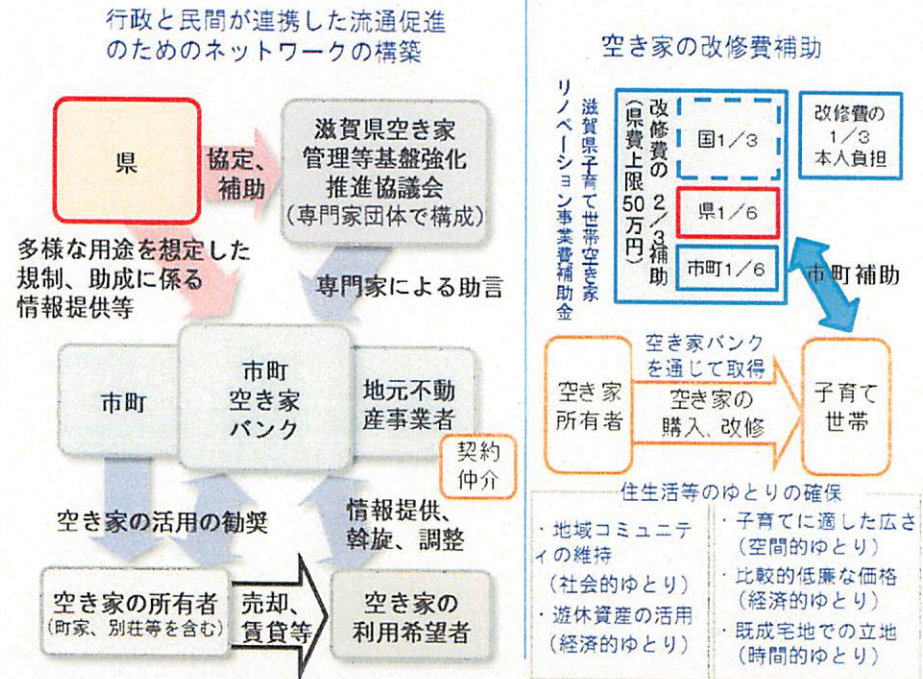 行政と民間が連携した流通促進
のためのネットワークの構築
県
協定、
補助
滋賀県空き家
管理等基盤強化
推進協議会
(専門家団体で構成)
多様な用途を想定した
規制、助成に係る
情報提供等
専門家による助言
市町
市町
空き家
バンク
地元不動
産事業者
契約
仲介
空き家の活用の勧奨
情報提供、
斡旋、調整
空き家の所有者
(町家、別荘等を含む)
売却、
賃貸等
空き家の
利用希望者
空き家の改修費補助
滋賀県子育て世帯空き家
リノベーション事業費補助金
改修費の2/3補助
(県費上限50万円)
国1/3
県1/6
市町1/6
改修費の
1/3
本人負担
市町補助
空き家
所有者
空き家バンク
を通じて取得
空き家の
購入、改修
子育て
世帯
住生活等のゆとりの確保
・地域コミュニテ
ィの維持
(社会的ゆとり)
・遊休資産の活用
(経済的ゆとり)
・子育てに適した広さ
(空間的ゆとり)
・比較的低廉な価格
(経済的ゆとり)
・既成宅地での立地
(時間的ゆとり)